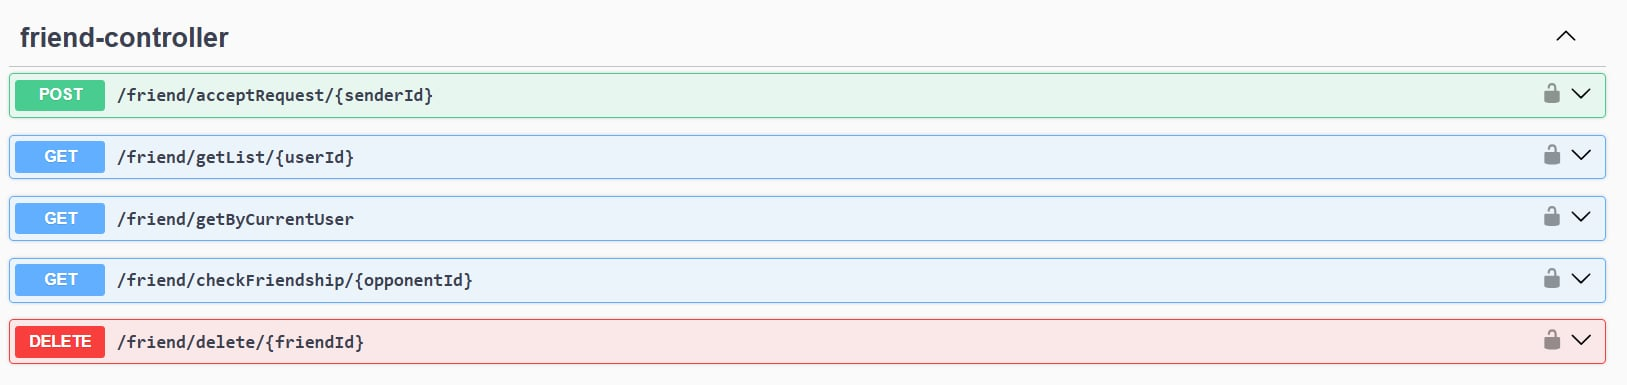 friend-controller
POST /friend/acceptRequest/{senderId}
GET /friend/getList/{userId}
GET /friend/getByCurrentUser
GET /friend/checkFriendship/{opponentId}
DELETE /friend/delete/{friendId}